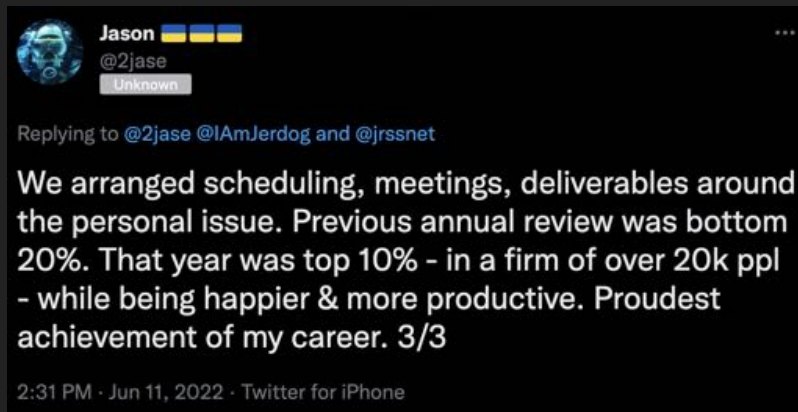 Jason 🇺🇦🇺🇦🇺🇦
@2jase
Unknown
Replying to @2jase @IAmJerdog and @jrssnet
We arranged scheduling, meetings, deliverables around
the personal issue. Previous annual review was bottom
20%. That year was top 10% - in a firm of over 20k ppl
- while being happier & more productive. Proudest
achievement of my career. 3/3
2:31 PM · Jun 11, 2022 · Twitter for iPhone